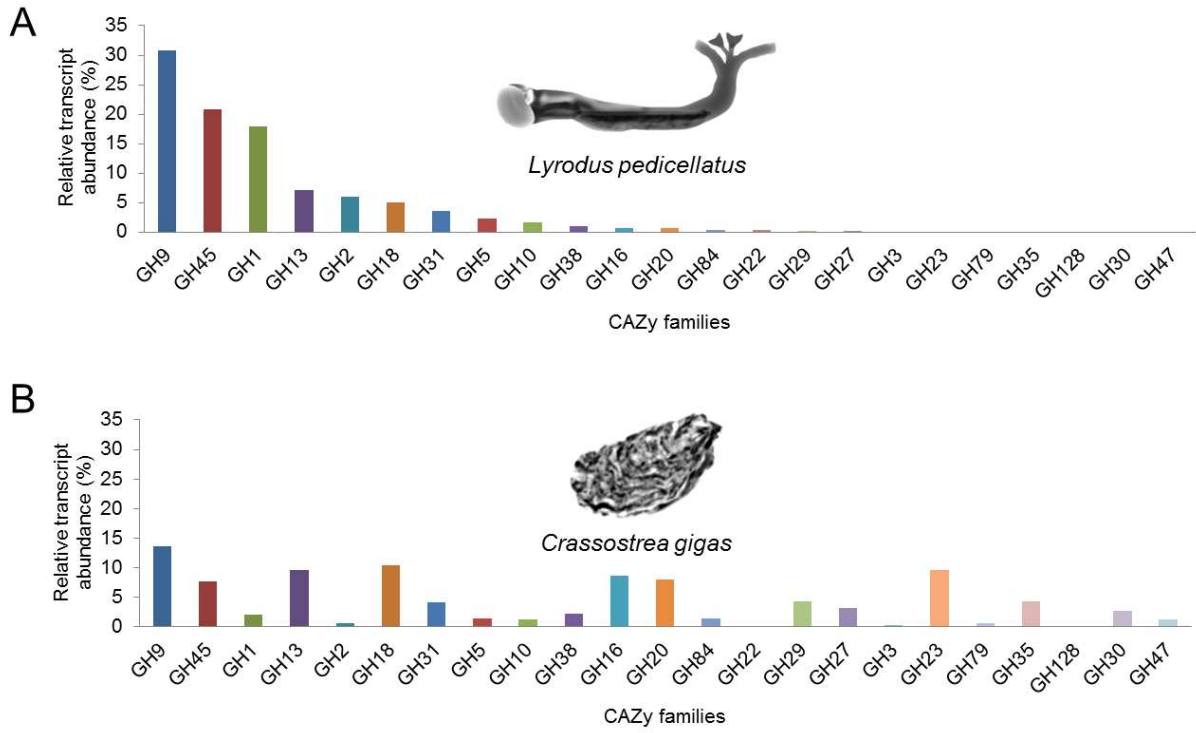 A
Relative transcript
abundance (%)
35
30
25
20
15
10
5
0
Lyrodus pedicellatus
GH9 GH45 GH1 GH13 GH2 GH18 GH31 GH5 GH10 GH38 GH16 GH20 GH84 GH22 GH29 GH27 GH3 GH23 GH79 GH35 GH128 GH30 GH47
CAZy families
B
Relative transcript
abundance (%)
35
30
25
20
15
10
5
0
Crassostrea gigas
GH9 GH45 GH1 GH13 GH2 GH18 GH31 GH5 GH10 GH38 GH16 GH20 GH84 GH22 GH29 GH27 GH3 GH23 GH79 GH35 GH128 GH30 GH47
CAZy families